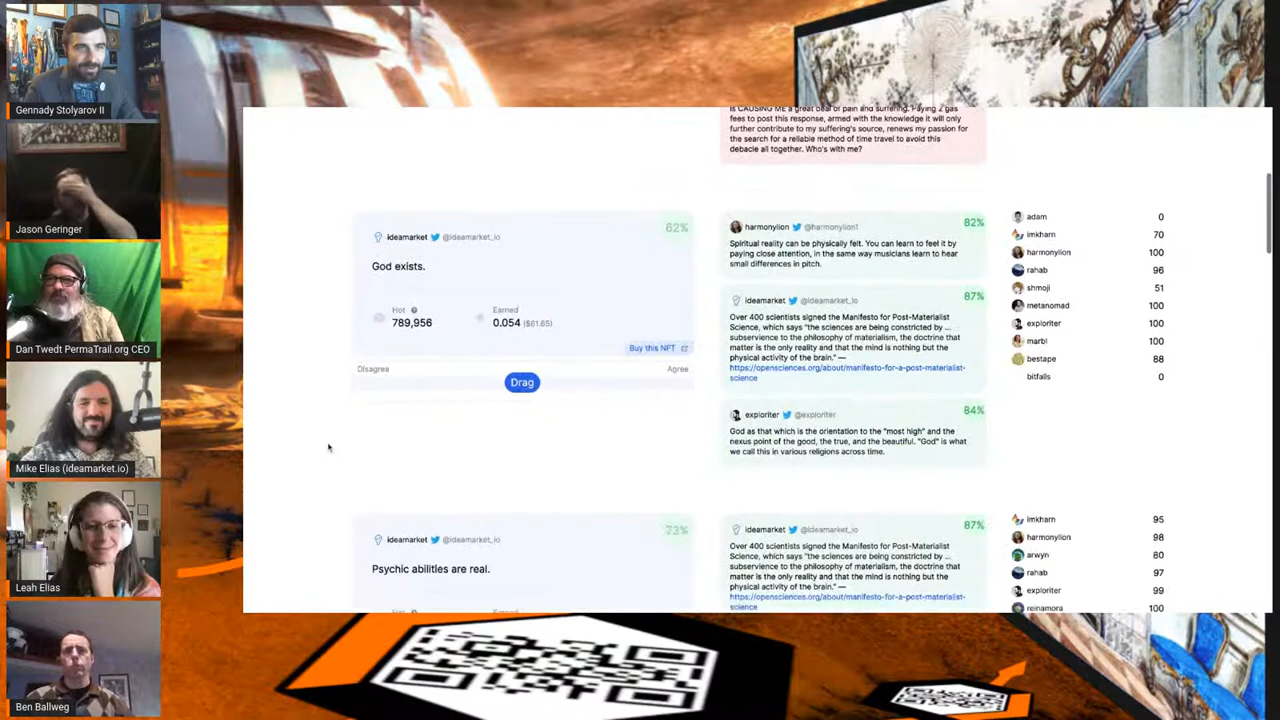 Gennady Stolyarov II
Jason Geringer
Dan Twedt PermaTrail.org CEO
Mike Elias (ideamarket.io)
Leah Elias
Ben Ballweg
is CAUSING ME a great deal of pain and suffering. Paying 2 gas
fees to post this response, armed with the knowledge it will only
further contribute to my suffering's source, renews my passion for
the search for a reliable method of time travel to avoid this
debacle all together. Who's with me?
ideamarket @ideamarket_io 62%
God exists.
Hot Earned
789,956 0.054 ($61.65)
Buy this NFT
Disagree Agree
Drag
harmonylion @harmonylion1 82%
Spiritual reality can be physically felt. You can learn to feel it by
paying close attention, in the same way musicians learn to hear
small differences in pitch.
ideamarket @ideamarket_io 87%
Over 400 scientists signed the Manifesto for Post-Materialist
Science, which says "the sciences are being constricted by ...
subservience to the philosophy of materialism, the doctrine that
matter is the only reality and that the mind is nothing but the
physical activity of the brain." —
https://opensciences.org/about/manifesto-for-a-post-materialist-
science
exploriter @exploriter 84%
God as that which is the orientation to the "most high" and the
nexus point of the good, the true, and the beautiful. "God" is what
we call this in various religions across time.
adam 0
imkharn 70
harmonylion 100
rahab 96
shmoji 51
metanomad 100
exploriter 100
marbl 100
bestape 88
bitfalls 0
ideamarket @ideamarket_io 73%
Psychic abilities are real.
Hot Earned
ideamarket @ideamarket_io 87%
Over 400 scientists signed the Manifesto for Post-Materialist
Science, which says "the sciences are being constricted by ...
subservience to the philosophy of materialism, the doctrine that
matter is the only reality and that the mind is nothing but the
physical activity of the brain." —
https://opensciences.org/about/manifesto-for-a-post-materialist-
science
imkharn 95
harmonylion 98
arwyn 80
rahab 97
exploriter 99
reinamora 100